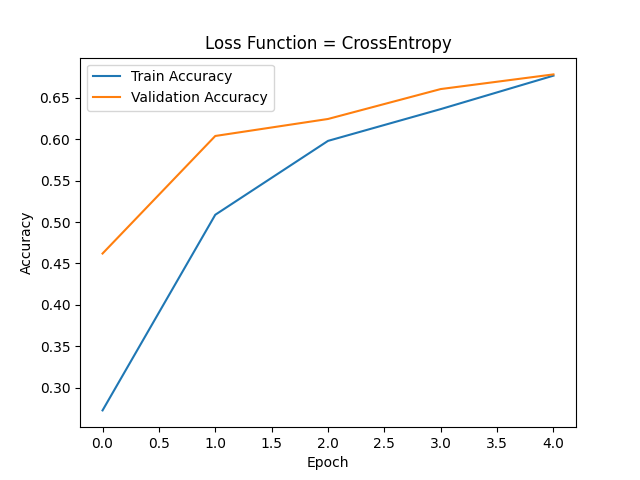 Loss Function = CrossEntropy
Train Accuracy
Validation Accuracy
Accuracy
0.65
0.60
0.55
0.50
0.45
0.40
0.35
0.30
0.0 0.5 1.0 1.5 2.0 2.5 3.0 3.5 4.0
Epoch